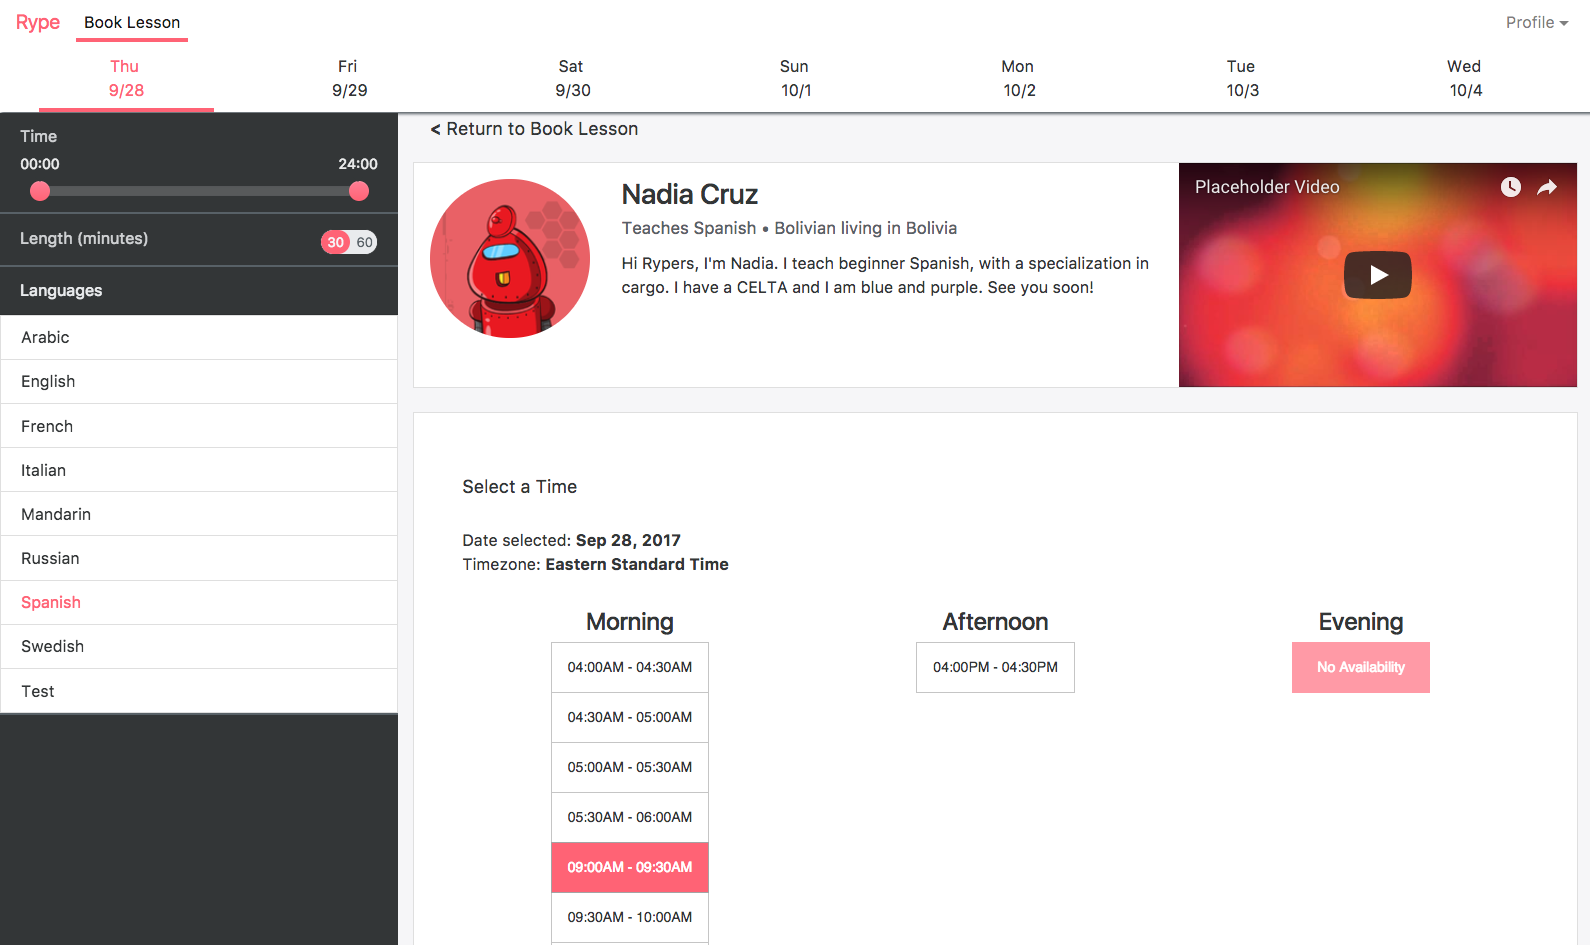 Rype Book Lesson Profile
Thu Fri Sat Sun Mon Tue Wed
9/28 9/29 9/30 10/1 10/2 10/3 10/4
Time
00:00 24:00
Length (minutes) 30 60
Languages
Arabic
English
French
Italian
Mandarin
Russian
Spanish
Swedish
Test
< Return to Book Lesson
Nadia Cruz
Teaches Spanish • Bolivian living in Bolivia
Hi Rypers, I'm Nadia. I teach beginner Spanish, with a specialization in
cargo. I have a CELTA and I am blue and purple. See you soon!
Placeholder Video
Select a Time
Date selected: Sep 28, 2017
Timezone: Eastern Standard Time
Morning
04:00AM - 04:30AM
04:30AM - 05:00AM
05:00AM - 05:30AM
05:30AM - 06:00AM
09:00AM - 09:30AM
09:30AM - 10:00AM
Afternoon
04:00PM - 04:30PM
Evening
No Availability